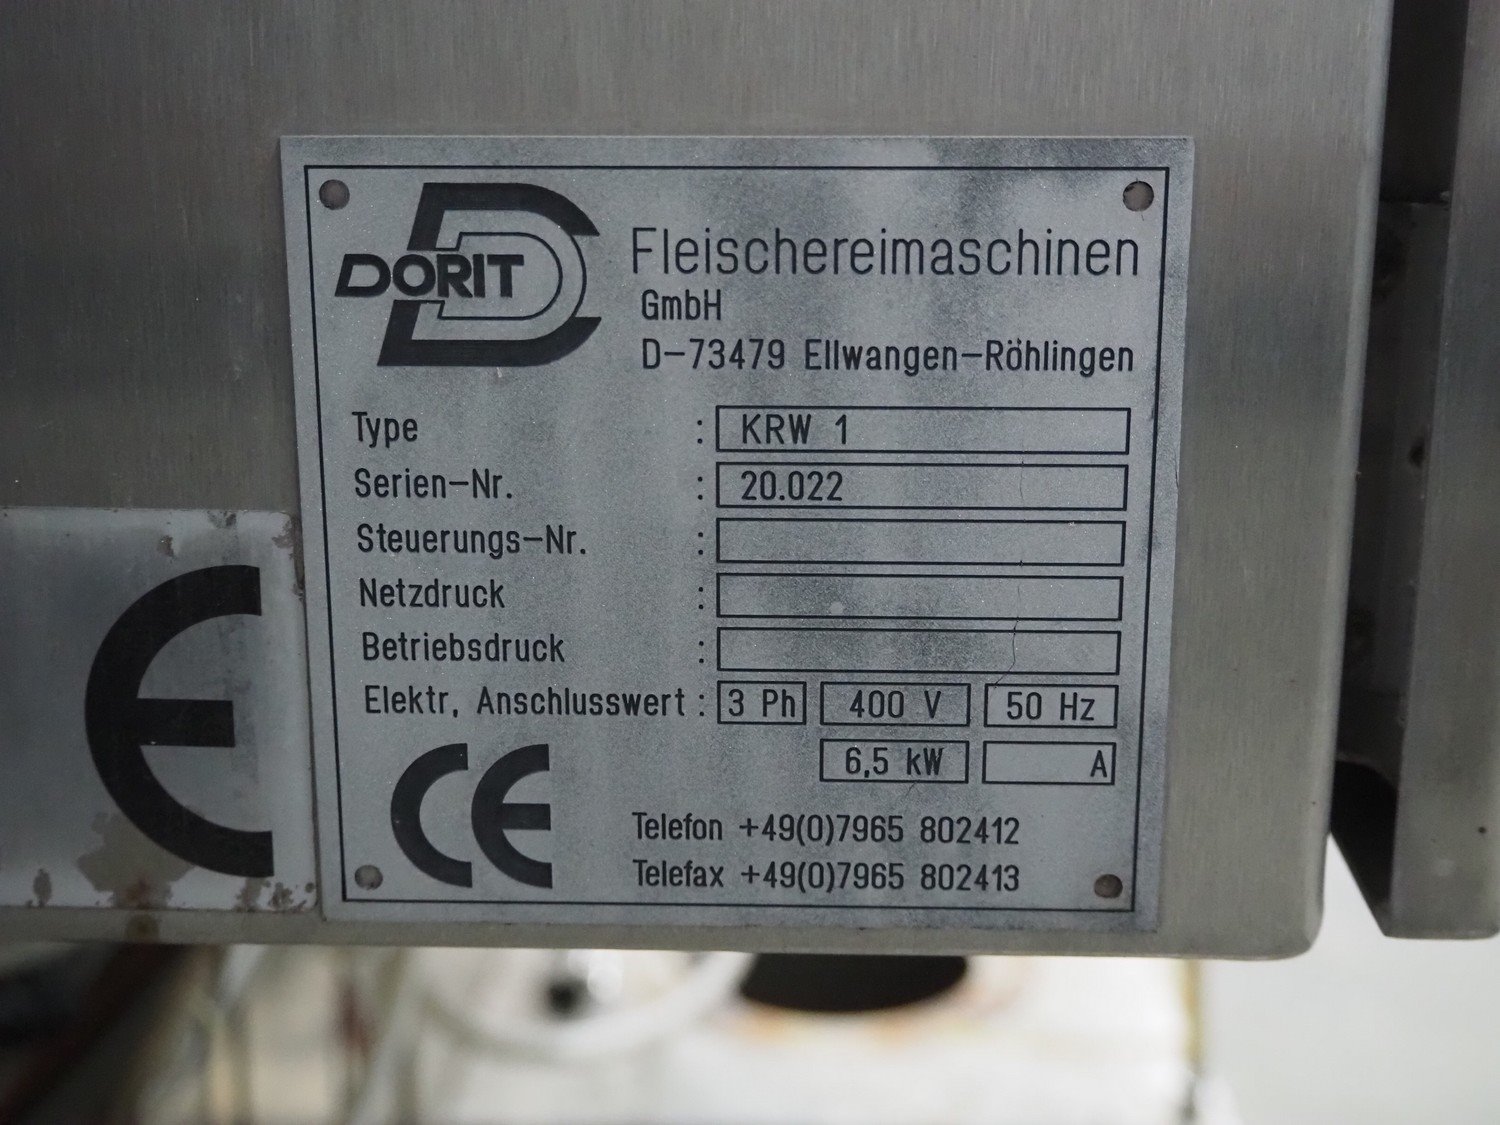 DORIT
Fleischereimaschinen
GmbH
D-73479 Ellwangen-Röhlingen
Type : KRW 1
Serien-Nr. : 20.022
Steuerungs-Nr. :
Netzdruck :
Betriebsdruck :
Elektr. Anschlusswert : 3 Ph 400 V 50 Hz
6,5 kW A
CE
Telefon +49(0)7965 802412
Telefax +49(0)7965 802413
E